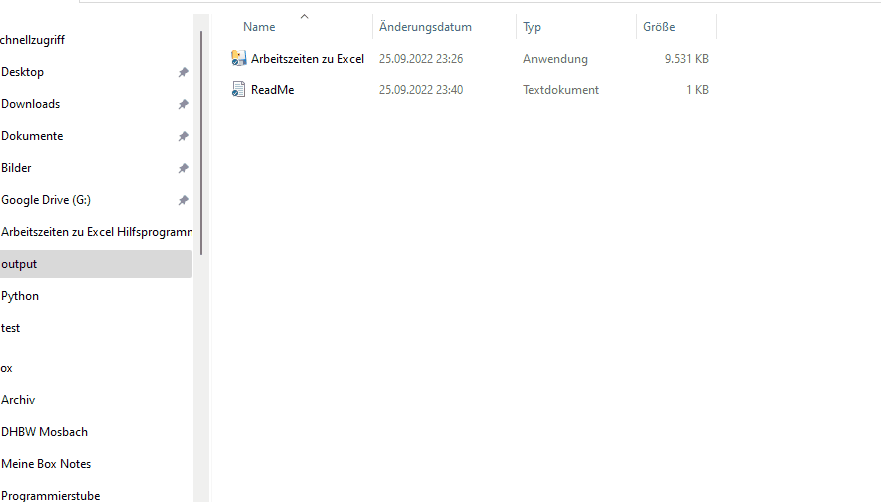 chnellzugriff
Desktop
Downloads
Dokumente
Bilder
Google Drive (G:)
Arbeitszeiten zu Excel Hilfsprogramm
output
Python
test
ox
Archiv
DHBW Mosbach
Meine Box Notes
Programmierstube
Name Änderungsdatum Typ Größe
Arbeitszeiten zu Excel 25.09.2022 23:26 Anwendung 9.531 KB
ReadMe 25.09.2022 23:40 Textdokument 1 KB